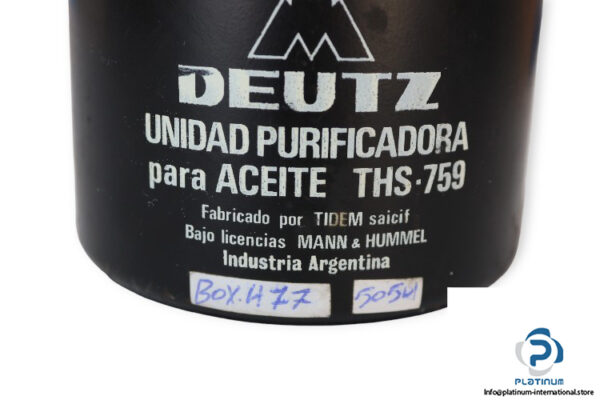 DEUTZ
UNIDAD PURIFICADORA
para ACEITE THS·759
Fabricado por TIDEM saicif
Bajo licencias MANN & HUMMEL
Industria Argentina
BOX.H77
PLATINUM
Info@platinum-international.store